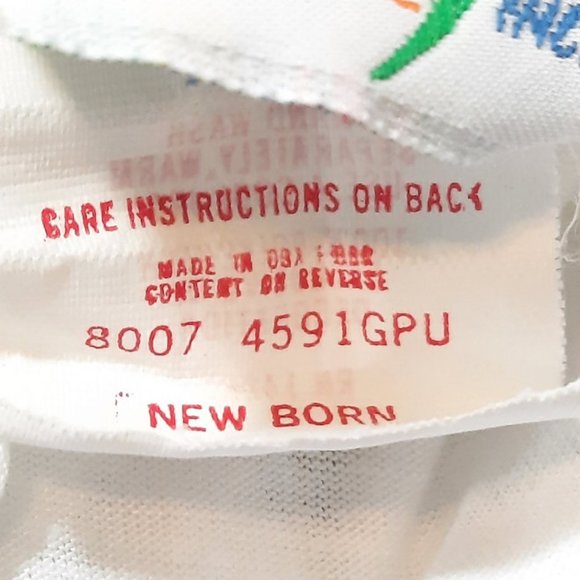 CARE INSTRUCTIONS ON BACK
MADE IN USA FIBER
CONTENT ON REVERSE
8007 4591GPU
NEW BORN